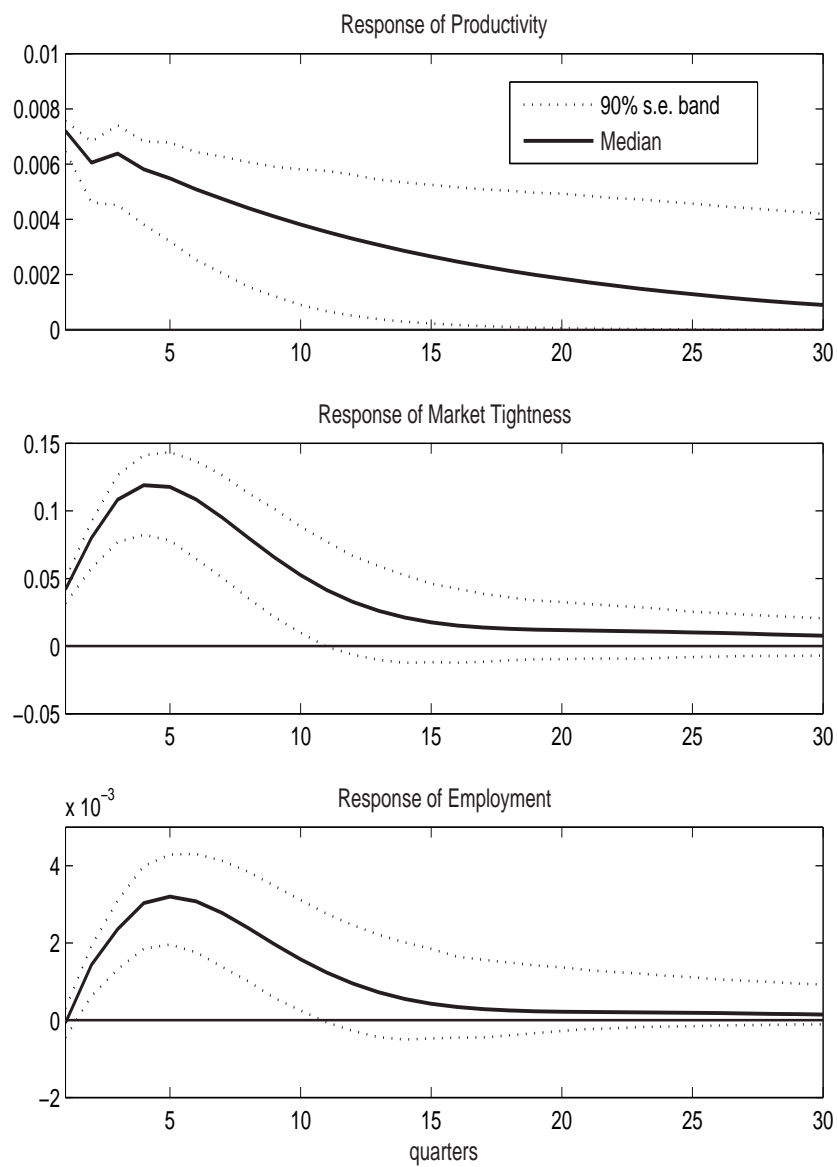 Response of Productivity
0.01
0.008
0.006
0.004
0.002
0
90% s.e. band
Median
5 10 15 20 25 30
Response of Market Tightness
0.15
0.1
0.05
0
−0.05
5 10 15 20 25 30
x 10−3
Response of Employment
4
2
0
−2
5 10 15 20 25 30
quarters